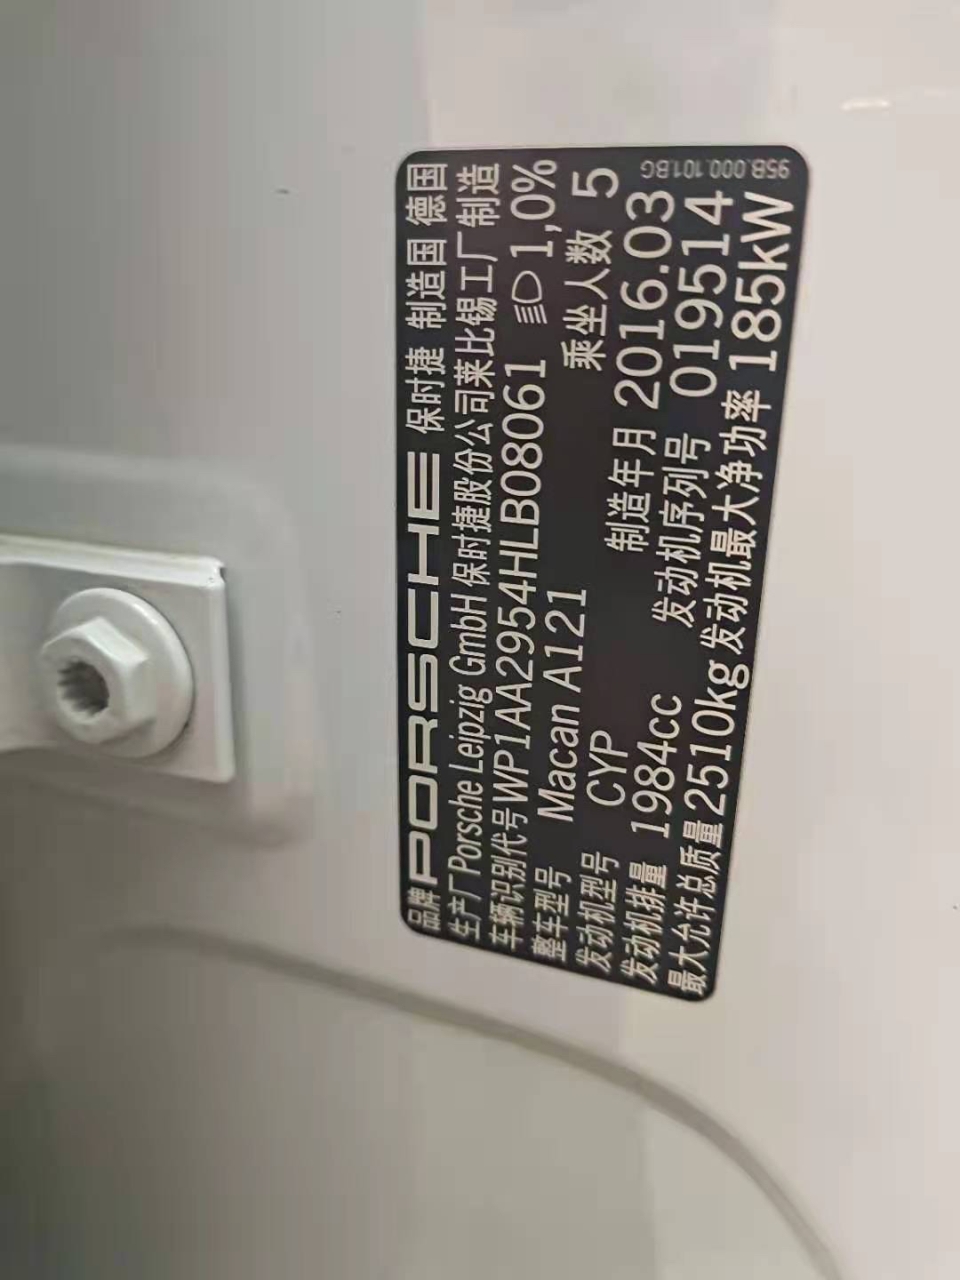 95B.000.101.BG
品牌 PORSCHE 保时捷 制造国 德国
生产厂 Porsche Leipzig GmbH 保时捷股份公司莱比锡工厂制造
车辆识别代号 WP1AA2954HLB08061 1,0%
整车型号 Macan A121 乘坐人数 5
发动机型号 CYP 制造年月 2016.03
发动机排量 1984cc 发动机序列号 019514
最大允许总质量 2510kg 发动机最大净功率 185kW